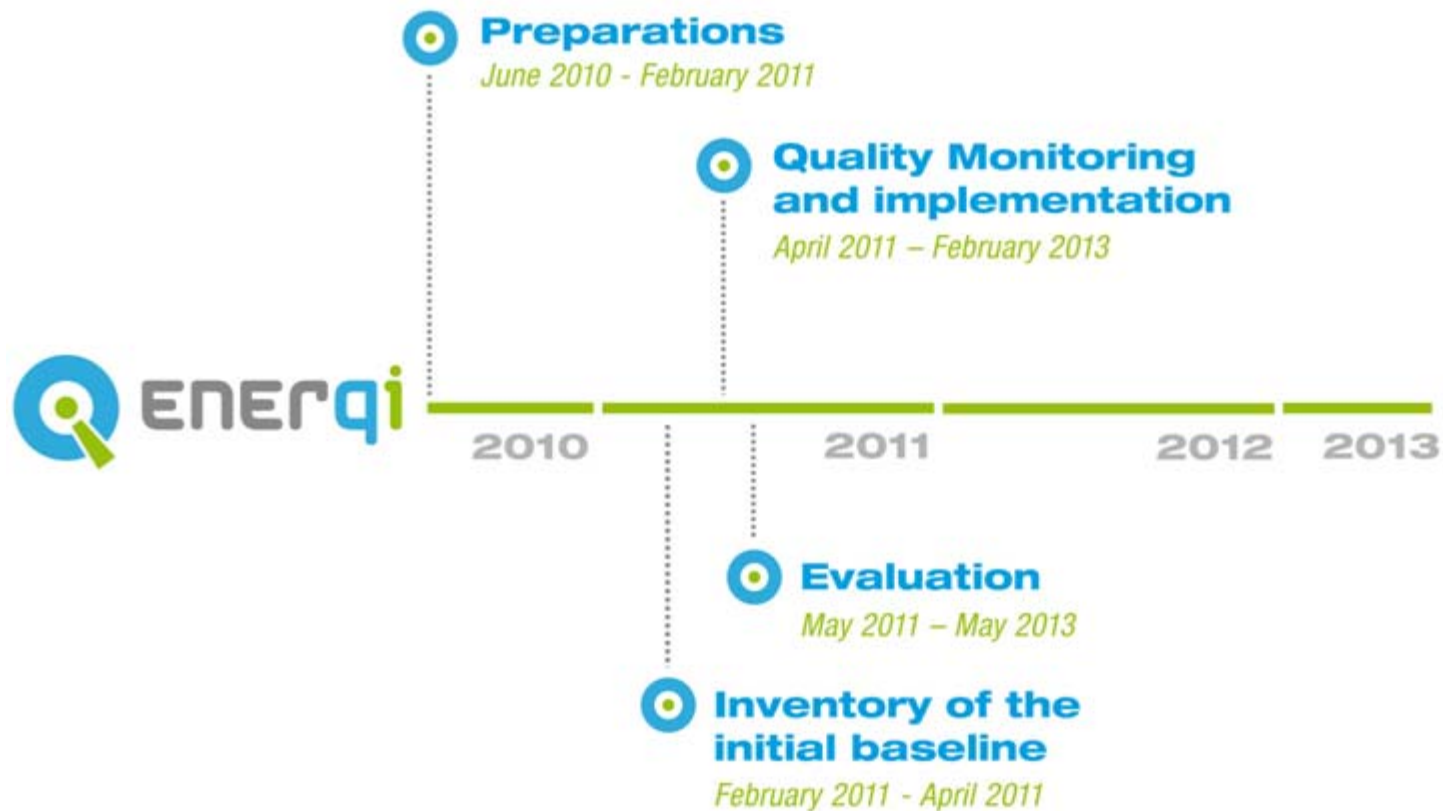 Preparations
June 2010 - February 2011
Quality Monitoring
and implementation
April 2011 – February 2013
enerqi
2010 2011 2012 2013
Evaluation
May 2011 – May 2013
Inventory of the
initial baseline
February 2011 - April 2011